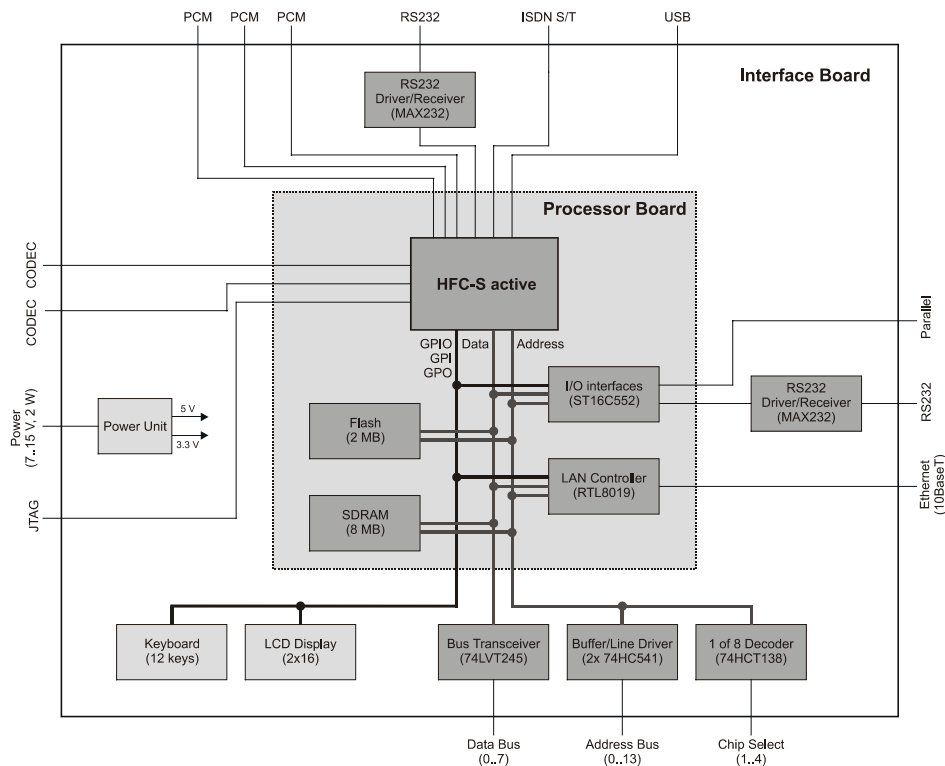 PCM PCM PCM RS232 ISDN S/T USB
Interface Board
RS232
Driver/Receiver
(MAX232)
Processor Board
HFC-S active
CODEC
CODEC
GPIO Data Address
GPI
GPO
Parallel
I/O interfaces
(ST16C552)
RS232
Driver/Receiver
(MAX232)
RS232
Power
(7..15 V, 2 W)
Power Unit
5 V
3.3 V
Flash
(2 MB)
LAN Controller
(RTL8019)
Ethernet
(10BaseT)
JTAG
SDRAM
(8 MB)
Keyboard
(12 keys)
LCD Display
(2x16)
Bus Transceiver
(74LVT245)
Buffer/Line Driver
(2x 74HC541)
1 of 8 Decoder
(74HCT138)
Data Bus
(0..7)
Address Bus
(0..13)
Chip Select
(1..4)